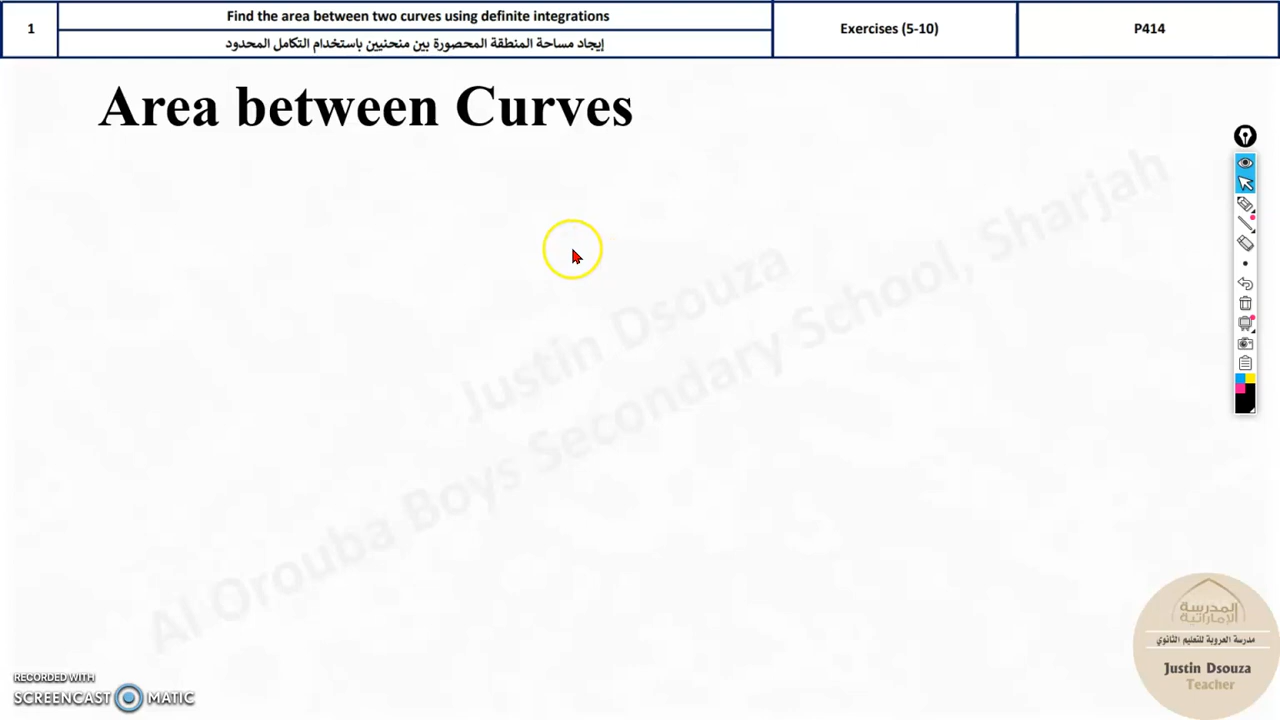 1
Find the area between two curves using definite integrations
إيجاد مساحة المنطقة المحصورة بين منحنيين باستخدام التكامل المحدود
Exercises (5-10)
P414
Area between Curves
Justin Dsouza
Al Orouba Boys Secondary School, Sharjah
المدرسة
الإماراتية
مدرسة العروبة للتعليم الثانوي
Justin Dsouza
Teacher
RECORDED WITH
SCREENCAST MATIC